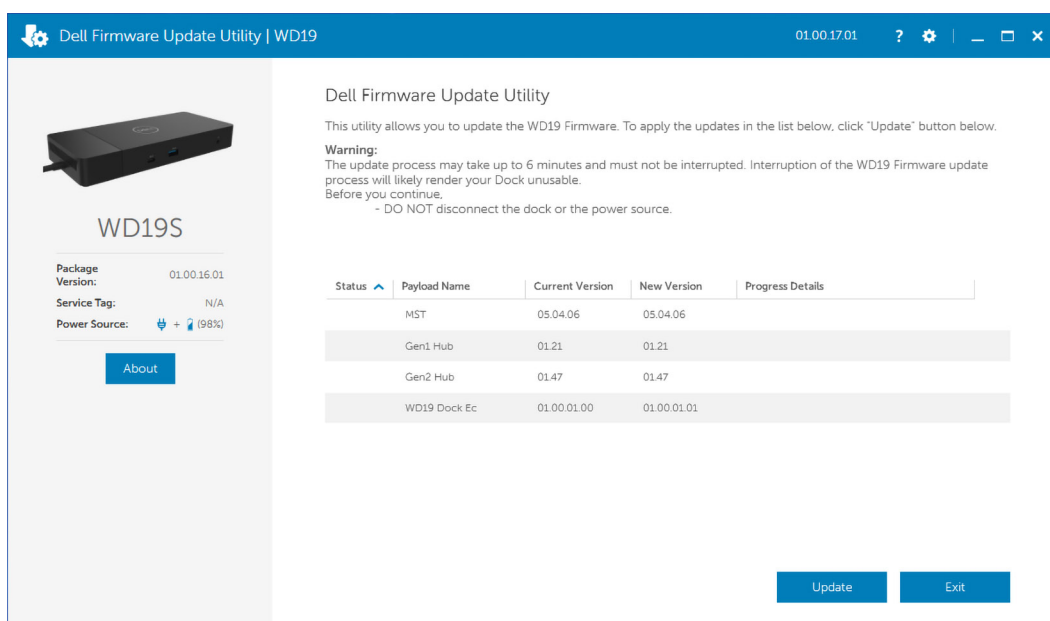 Dell Firmware Update Utility | WD19
01.00.17.01
?
WD19S
Package Version:
01.00.16.01
Service Tag:
N/A
Power Source:
+ (98%)
About
Dell Firmware Update Utility
This utility allows you to update the WD19 Firmware. To apply the updates in the list below, click "Update" button below.
Warning:
The update process may take up to 6 minutes and must not be interrupted. Interruption of the WD19 Firmware update
process will likely render your Dock unusable.
Before you continue,
- DO NOT disconnect the dock or the power source.
Status Payload Name Current Version New Version Progress Details
MST 05.04.06 05.04.06
Gen1 Hub 01.21 01.21
Gen2 Hub 01.47 01.47
WD19 Dock Ec 01.00.01.00 01.00.01.01
Update
Exit